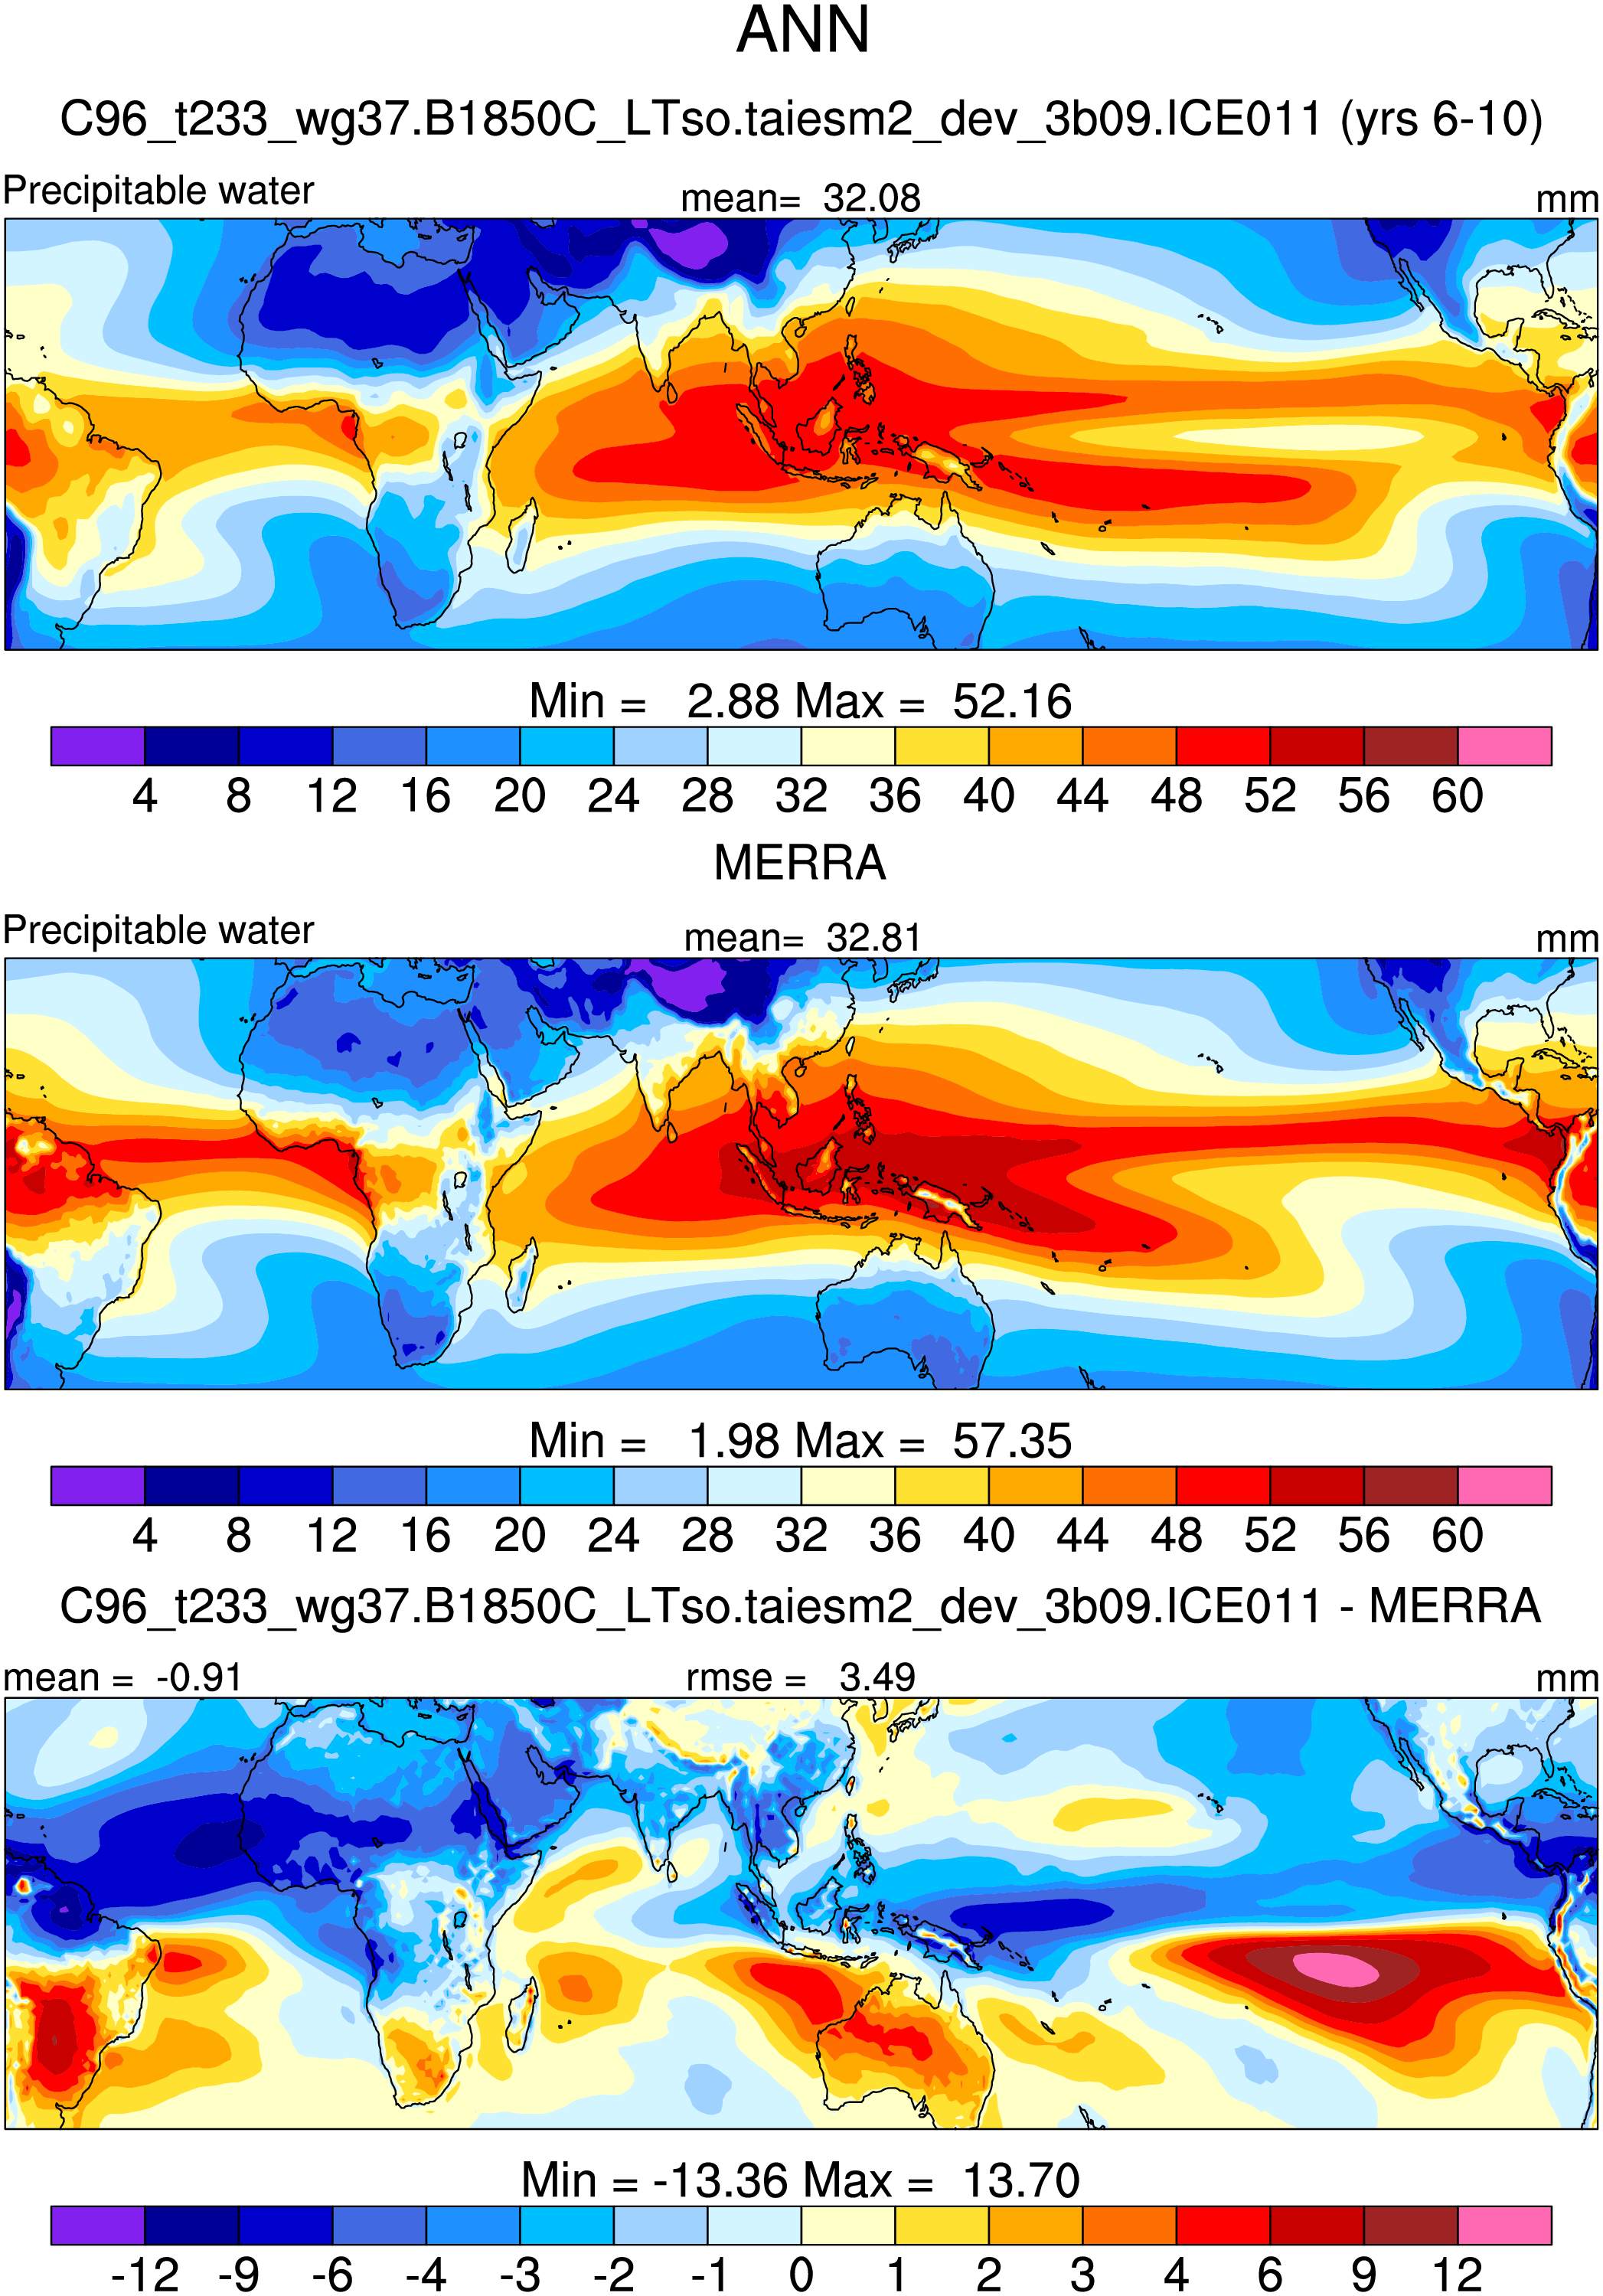 ANN
C96_t233_wg37.B1850C_LTso.taiesm2_dev_3b09.ICE011 (yrs 6-10)
Precipitable water mean= 32.08 mm
Min = 2.88 Max = 52.16
4 8 12 16 20 24 28 32 36 40 44 48 52 56 60
MERRA
Precipitable water mean= 32.81 mm
Min = 1.98 Max = 57.35
4 8 12 16 20 24 28 32 36 40 44 48 52 56 60
C96_t233_wg37.B1850C_LTso.taiesm2_dev_3b09.ICE011 - MERRA
mean = -0.91 rmse = 3.49 mm
Min = -13.36 Max = 13.70
-12 -9 -6 -4 -3 -2 -1 0 1 2 3 4 6 9 12